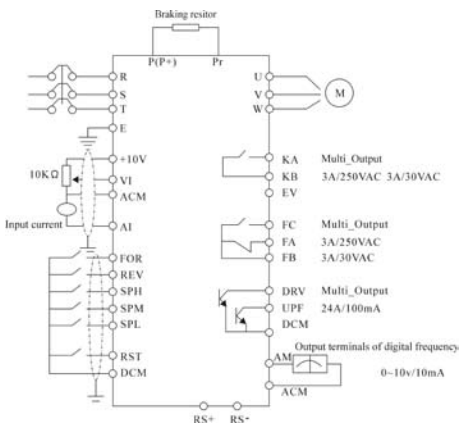 Braking resitor
P(P+) Pr
R
S
T
E
+10V
10KΩ
VI
ACM
Input current
AI
FOR
REV
SPH
SPM
SPL
RST
DCM
U
V
W
M
KA Multi_Output
KB 3A/250VAC 3A/30VAC
EV
FC Multi_Output
FA 3A/250VAC
FB 3A/30VAC
DRV Multi_Output
UPF 24A/100mA
DCM
Output terminals of digital frequency
AM
0~10v/10mA
ACM
RS+ RS-